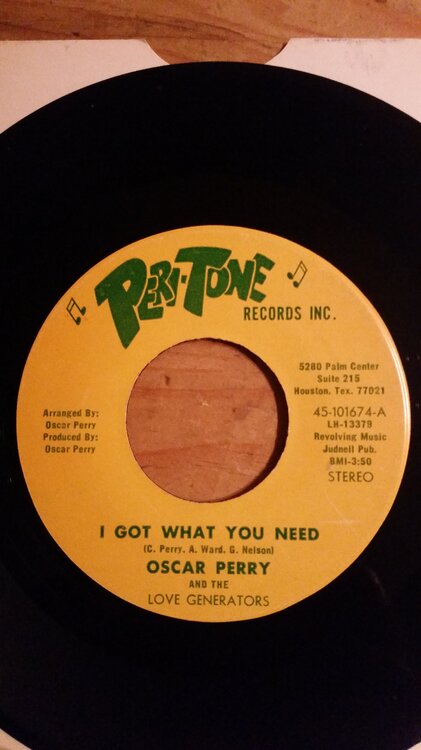 PERI-TONE
RECORDS INC.
5280 Palm Center
Suite 215
Houston, Tex. 77021
Arranged By:
Oscar Perry
Produced By:
Oscar Perry
45-101674-A
LH-13379
Revolving Music
Judnell Pub.
BMI-3:50
STEREO
I GOT WHAT YOU NEED
(C. Perry, A. Ward, G. Nelson)
OSCAR PERRY
AND THE
LOVE GENERATORS